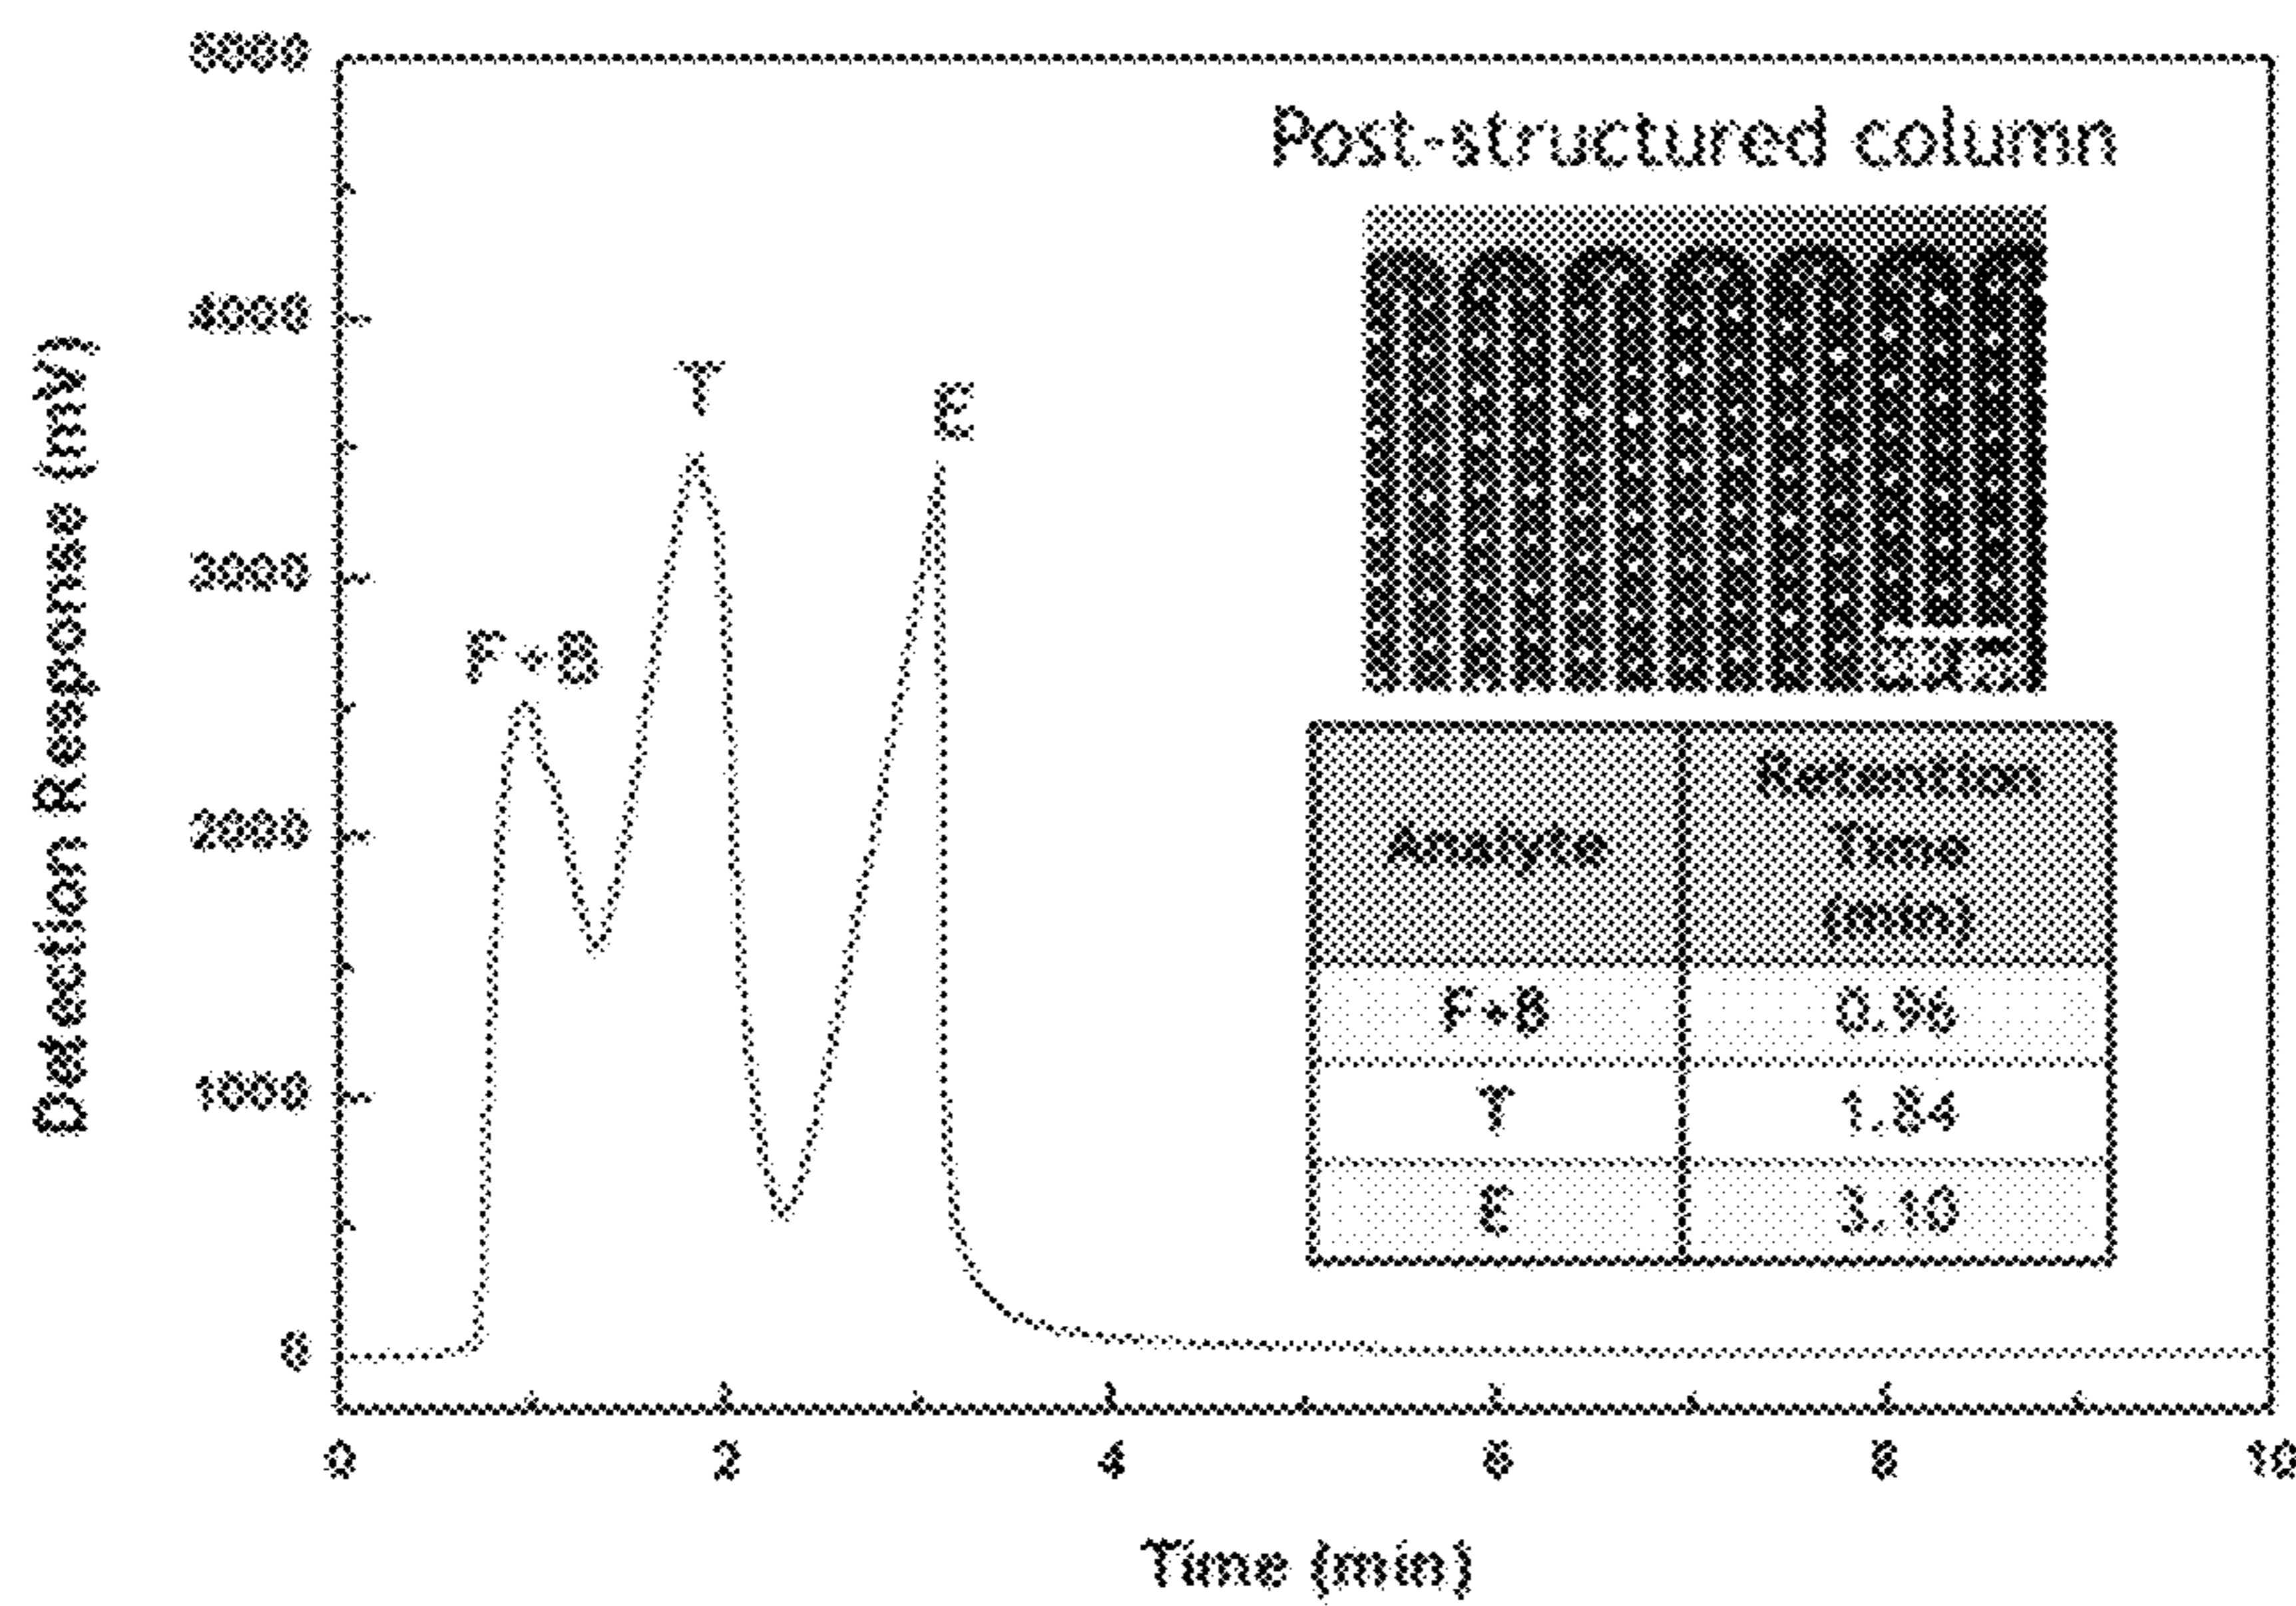 Post-structured column
T
E
F+B
Detection Response (mV)
5000
4000
3000
2000
1000
0
0 2 4 6 8 10
Time (min)
Analyte Retention Time (min)
F+B 0.96
T 1.84
E 3.10